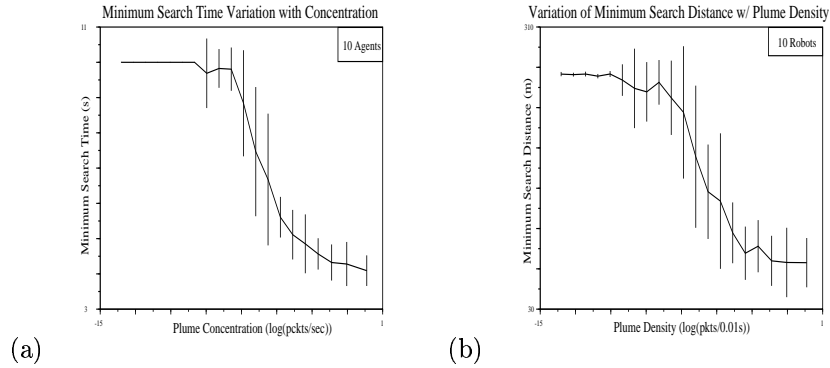 Minimum Search Time Variation with Concentration
11
10 Agents
Minimum Search Time (s)
3
-15
1
Plume Concentration (log(pckts/sec))
(a)
Variation of Minimum Search Distance w/ Plume Density
310
10 Robots
Minimum Search Distance (m)
30
-15
1
Plume Density (log(pkts/0.01s))
(b)